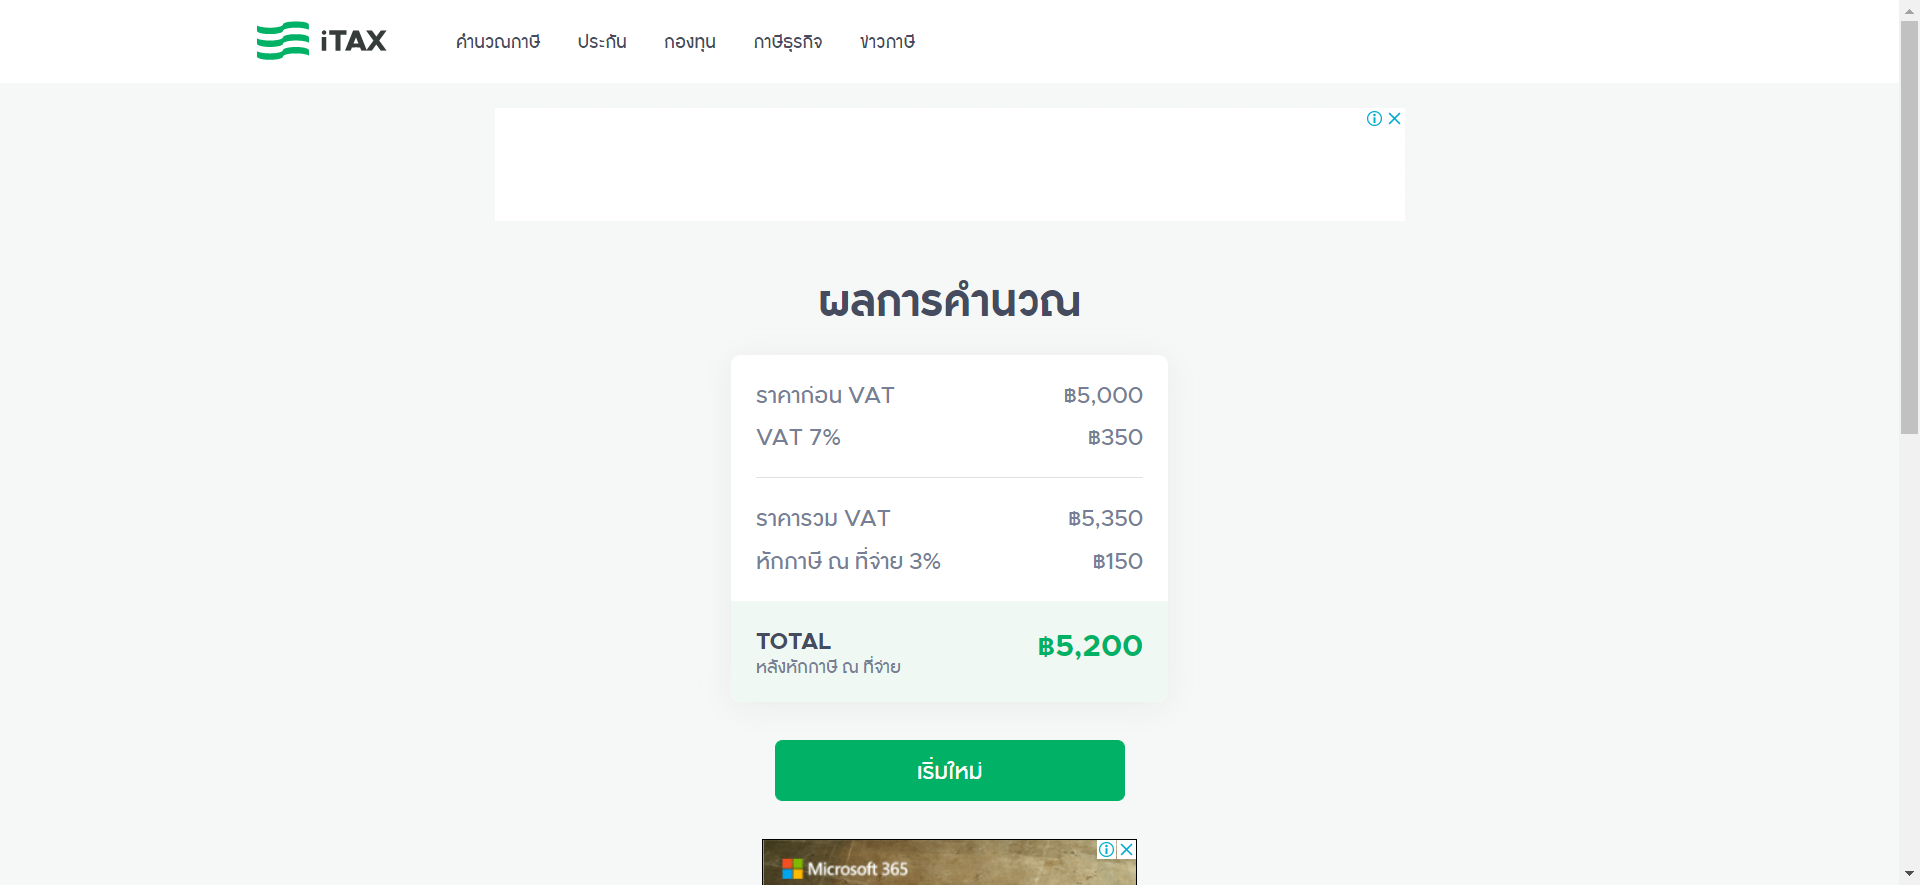 iTAX
คำนวณภาษี ประกัน กองทุน ภาษีธุรกิจ ข่าวภาษี
ผลการคำนวณ
ราคาก่อน VAT ฿5,000
VAT 7% ฿350
ราคารวม VAT ฿5,350
หักภาษี ณ ที่จ่าย 3% ฿150
TOTAL ฿5,200
หลังหักภาษี ณ ที่จ่าย
เริ่มใหม่
Microsoft 365